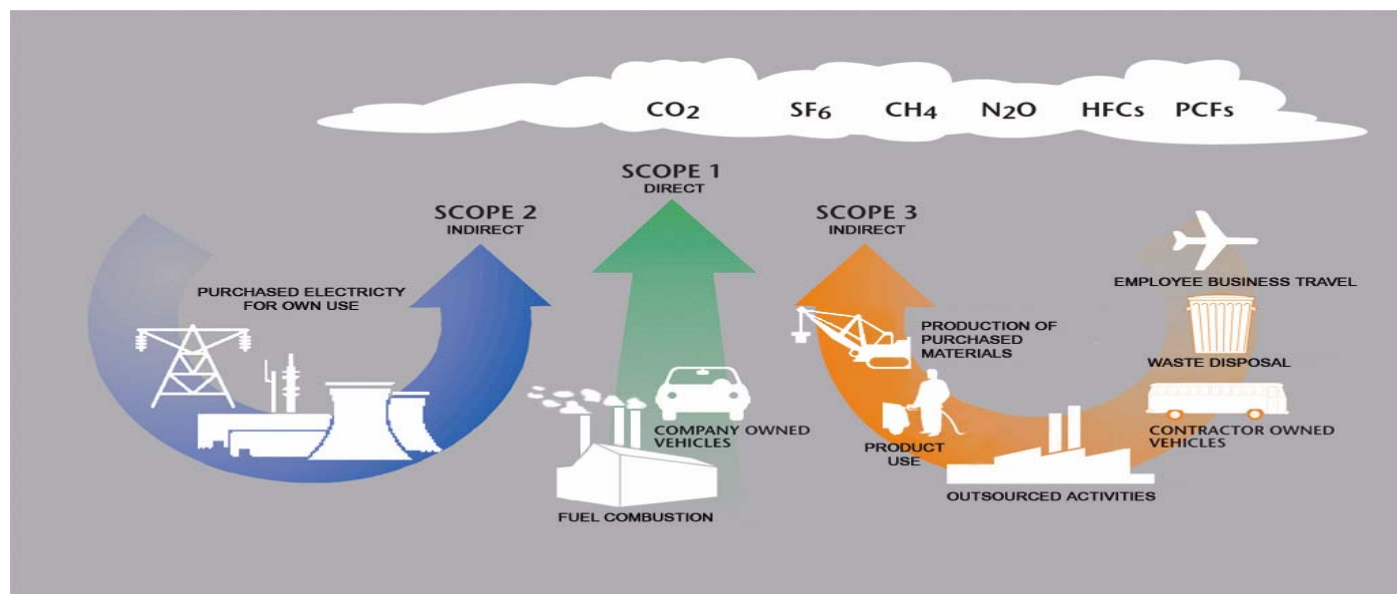 CO2 SF6 CH4 N2O HFCs PCFs
SCOPE 1
DIRECT
SCOPE 2
INDIRECT
SCOPE 3
INDIRECT
PURCHASED ELECTRICTY
FOR OWN USE
COMPANY OWNED
VEHICLES
FUEL COMBUSTION
PRODUCTION OF
PURCHASED
MATERIALS
PRODUCT
USE
OUTSOURCED ACTIVITIES
EMPLOYEE BUSINESS TRAVEL
WASTE DISPOSAL
CONTRACTOR OWNED
VEHICLES